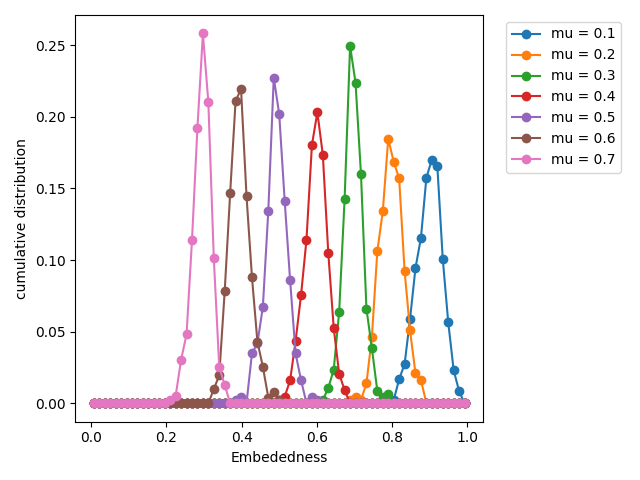 0.25
0.20
0.15
0.10
0.05
0.00
cumulative distribution
0.0 0.2 0.4 0.6 0.8 1.0
Embededness
mu = 0.1
mu = 0.2
mu = 0.3
mu = 0.4
mu = 0.5
mu = 0.6
mu = 0.7